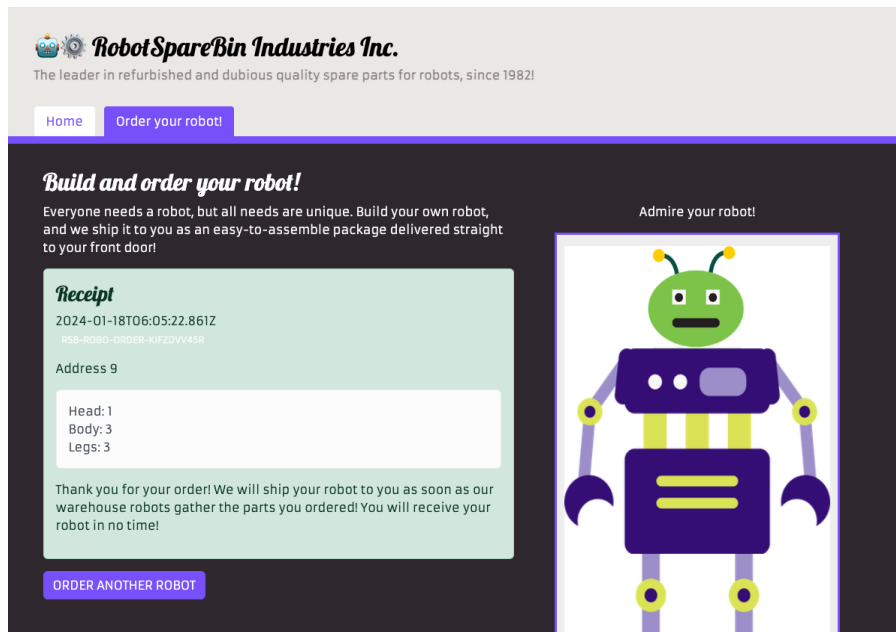 RobotSpareBin Industries Inc.
The leader in refurbished and dubious quality spare parts for robots, since 1982!
Home
Order your robot!
Build and order your robot!
Everyone needs a robot, but all needs are unique. Build your own robot,
and we ship it to you as an easy-to-assemble package delivered straight
to your front door!
Receipt
2024-01-18T06:05:22.861Z
RSB-ROBO-ORDER-KIFZDVV45R
Address 9
Head: 1
Body: 3
Legs: 3
Thank you for your order! We will ship your robot to you as soon as our
warehouse robots gather the parts you ordered! You will receive your
robot in no time!
ORDER ANOTHER ROBOT
Admire your robot!